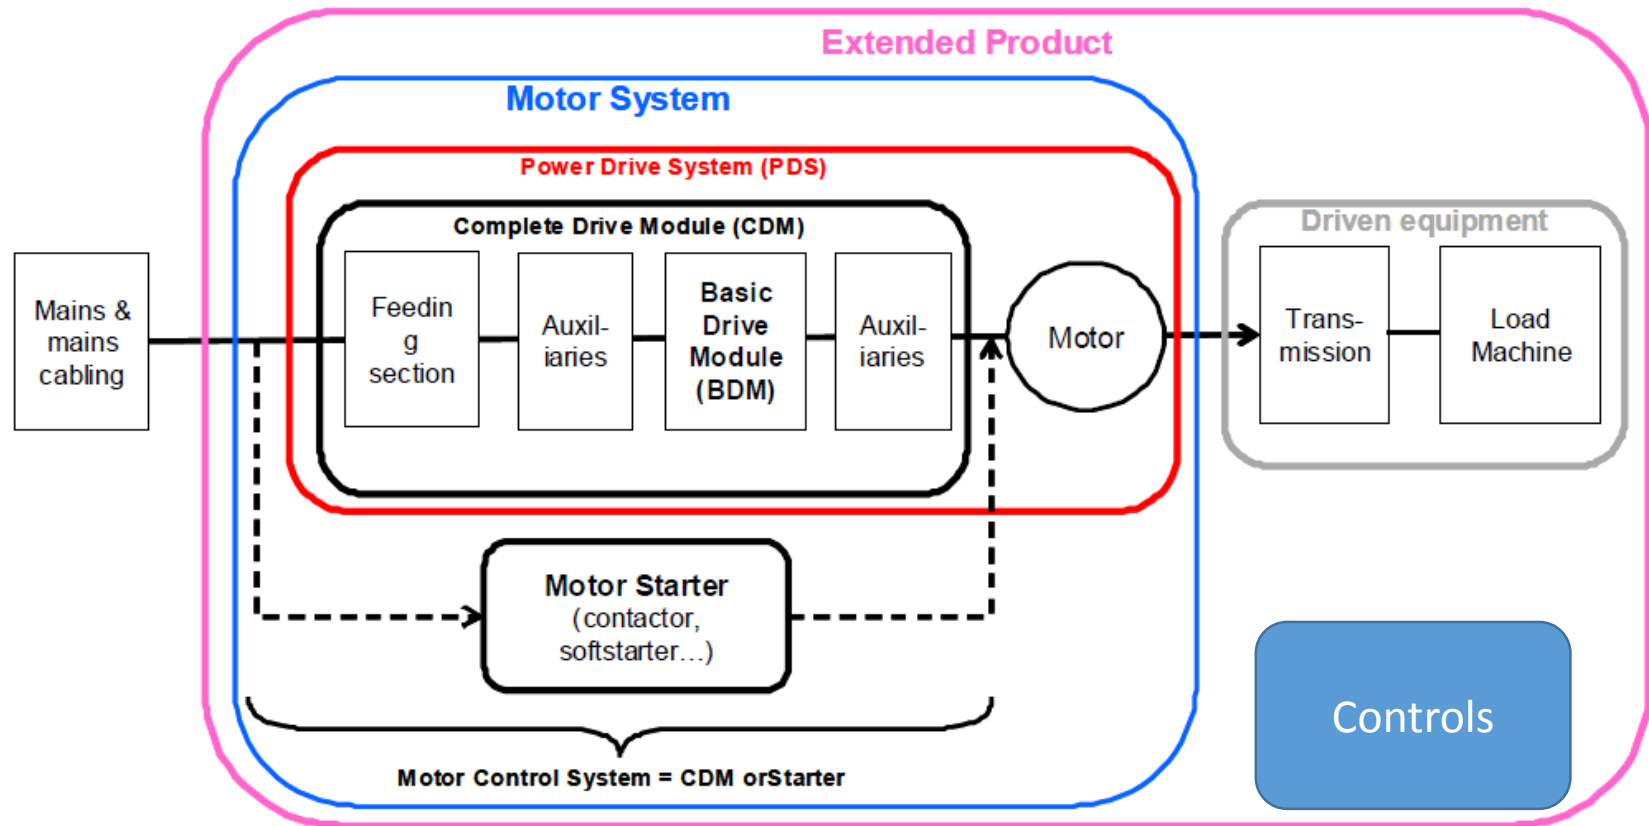 Extended Product
Motor System
Power Drive System (PDS)
Complete Drive Module (CDM)
Driven equipment
Mains &
mains
cabling
Feedin
g
section
Auxil-
iaries
Basic
Drive
Module
(BDM)
Auxil-
iaries
Motor
Trans-
mission
Load
Machine
Motor Starter
(contactor,
softstarter...)
Controls
Motor Control System = CDM orStarter